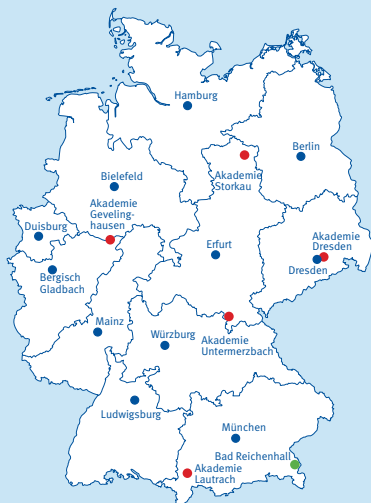 Hamburg
Berlin
Akademie
Storkau
Bielefeld
Akademie
Geveling-
hausen
Duisburg
Erfurt
Akademie
Dresden
Dresden
Bergisch
Gladbach
Mainz
Würzburg
Akademie
Untermerzbach
Ludwigsburg
München
Bad Reichenhall
Akademie
Lautrach